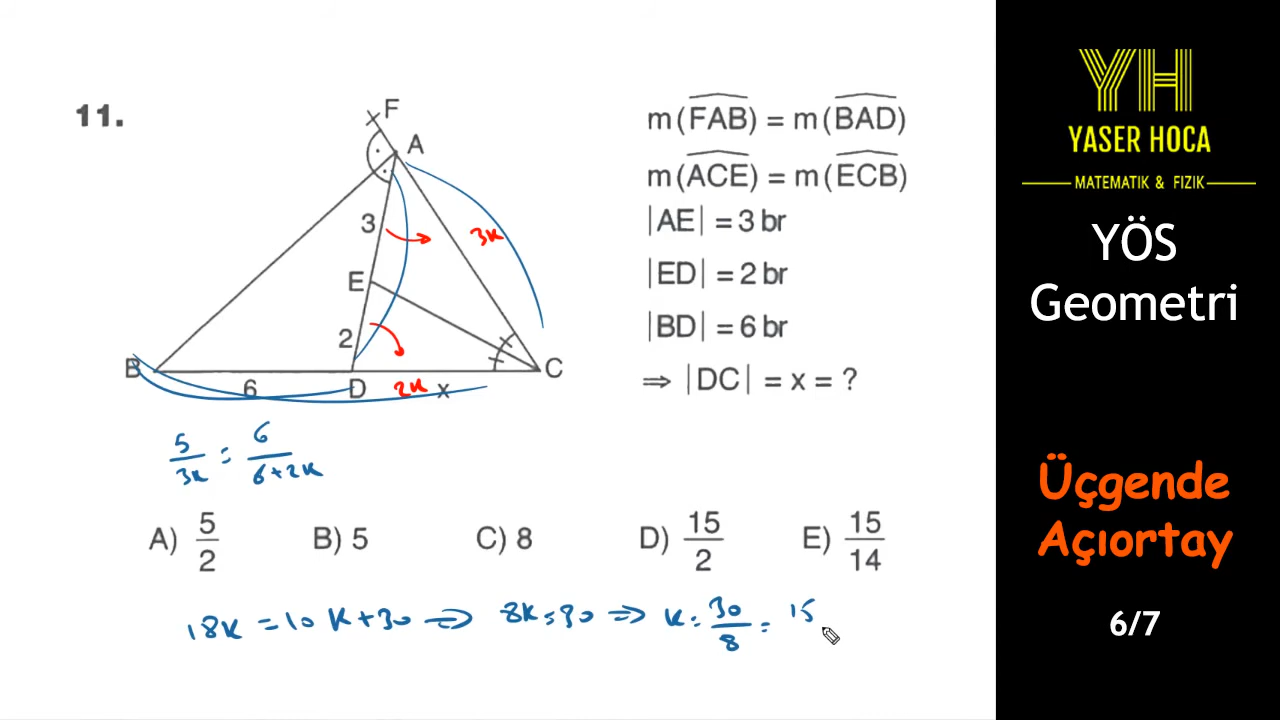 11.
F
A
3
3k
E
2
B
6
D
2k
x
C
m(FAB) = m(BAD)
m(ACE) = m(ECB)
|AE| = 3 br
|ED| = 2 br
|BD| = 6 br
⇒ |DC| = x = ?
5/3k = 6/6+2k
A) 5/2 B) 5 C) 8 D) 15/2 E) 15/14
18k = 10k+30 ⇒ 8k=30 ⇒ k= 30/8 = 15
YH
YASER HOCA
MATEMATIK & FIZIK
YÖS
Geometri
Üçgende
Açıortay
6/7